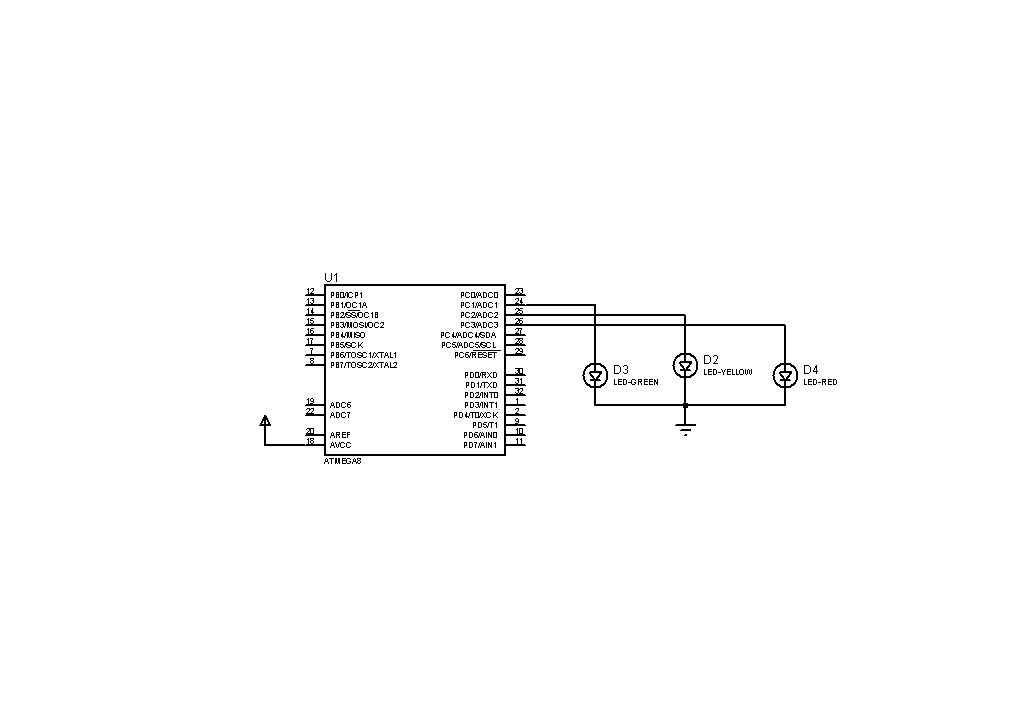 U1
12 PB0/ICP1 PC0/ADC0 23
13 PB1/OC1A PC1/ADC1 24
14 PB2/SS/OC1B PC2/ADC2 25
15 PB3/MOSI/OC2 PC3/ADC3 26
16 PB4/MISO PC4/ADC4/SDA 27
17 PB5/SCK PC5/ADC5/SCL 28
7 PB6/TOSC1/XTAL1 PC6/RESET 29
8 PB7/TOSC2/XTAL2
PD0/RXD 30
PD1/TXD 31
PD2/INT0 32
19 ADC6 PD3/INT1 1
22 ADC7 PD4/T0/XCK 2
PD5/T1 9
20 AREF PD6/AIN0 10
18 AVCC PD7/AIN1 11
ATMEGA8
D3
LED-GREEN
D2
LED-YELLOW
D4
LED-RED